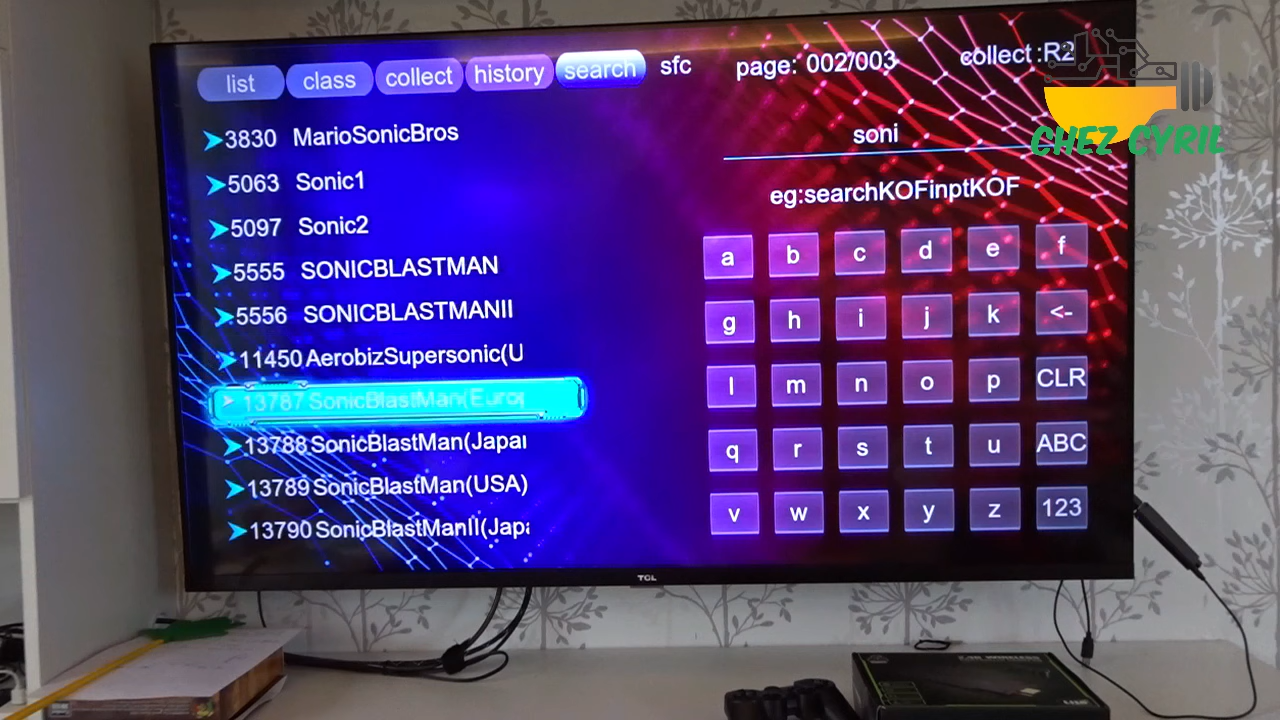 list class collect history search sfc page: 002/003 collect :R2
CHEZ CYRIL
3830 MarioSonicBros
5063 Sonic1
5097 Sonic2
5555 SONICBLASTMAN
5556 SONICBLASTMANII
11450 AerobizSupersonic(U
13787 SonicBlastMan(Europ
13788 SonicBlastMan(Japan
13789 SonicBlastMan(USA)
13790 SonicBlastManII(Japa
soni
eg:searchKOFinptKOF
a b c d e f
g h i j k <-
l m n o p CLR
q r s t u ABC
v w x y z 123
TCL
WIRELESS